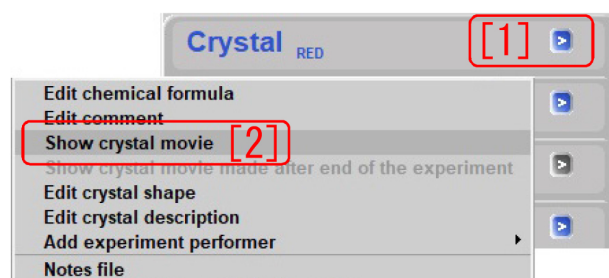 Crystal RED [1]
Edit chemical formula
Edit comment
Show crystal movie [2]
Show crystal movie made after end of the experiment
Edit crystal shape
Edit crystal description
Add experiment performer
Notes file